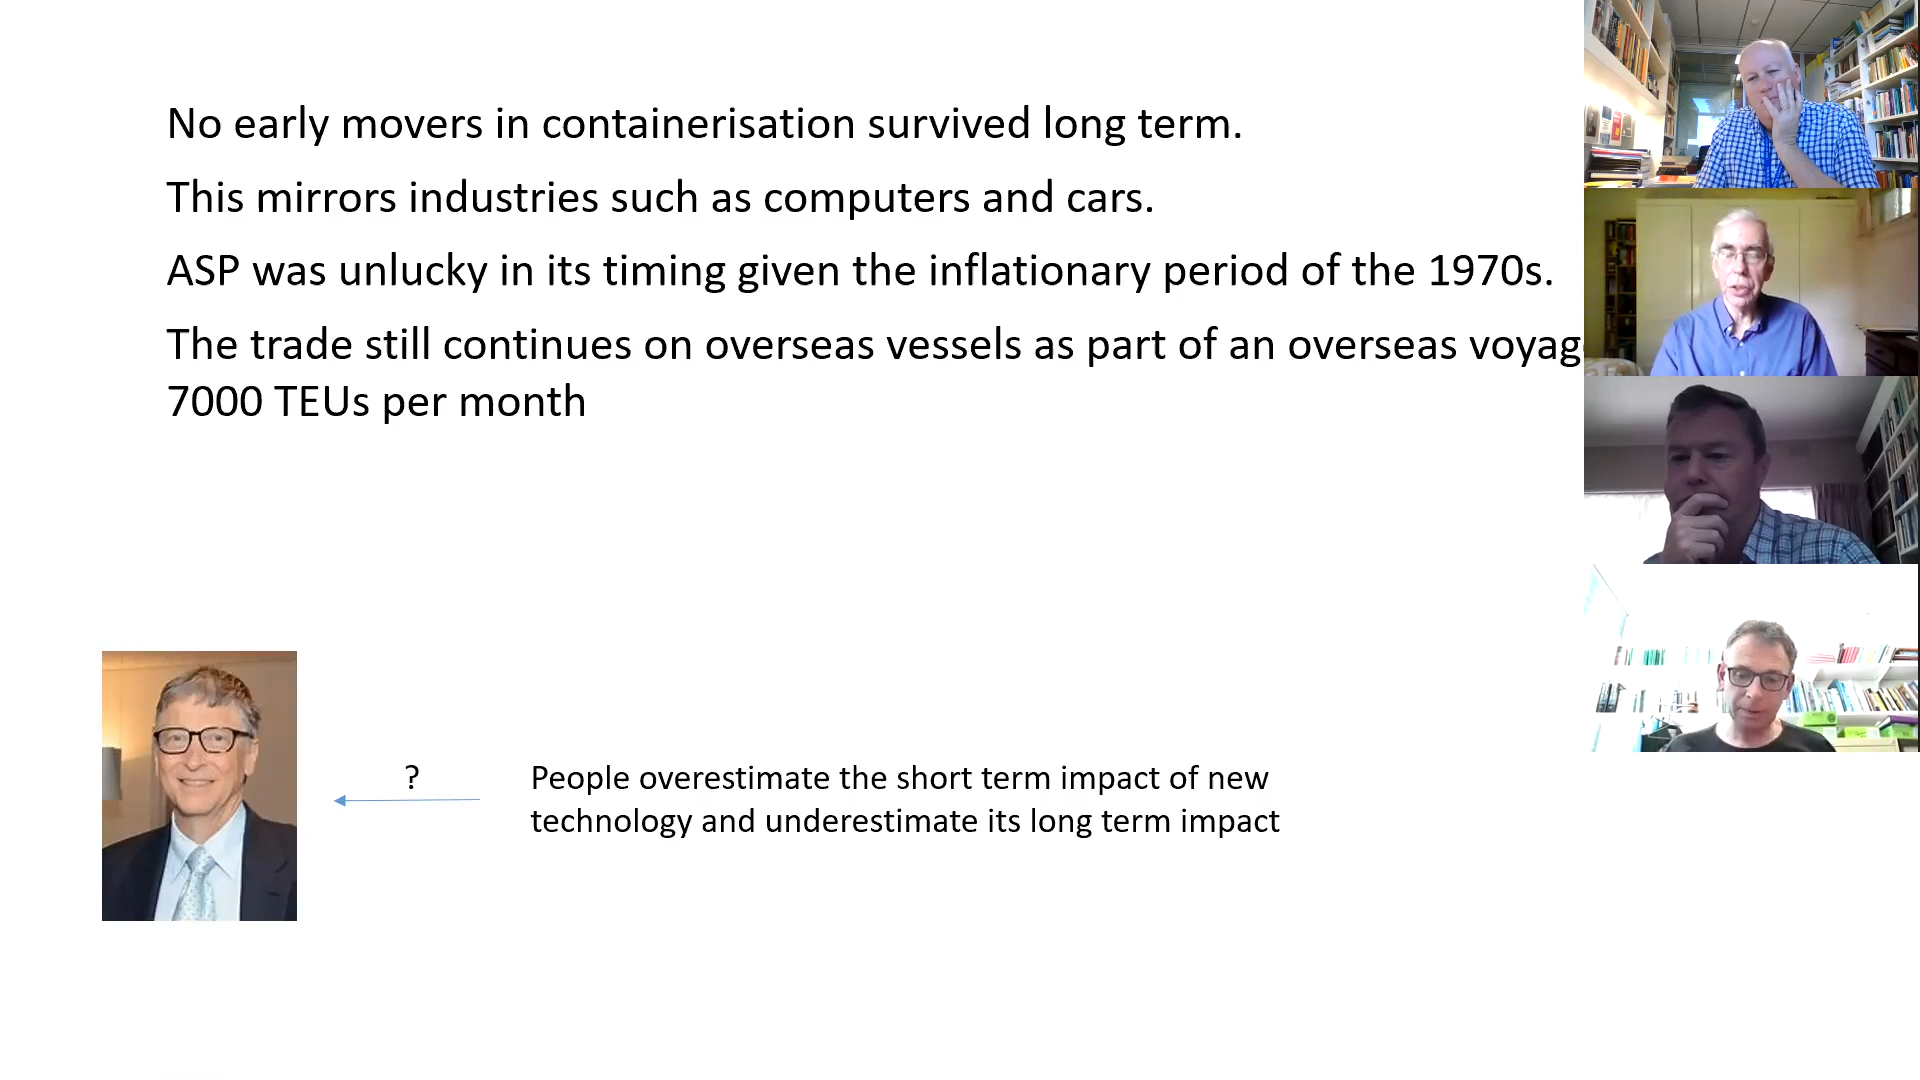 No early movers in containerisation survived long term.
This mirrors industries such as computers and cars.
ASP was unlucky in its timing given the inflationary period of the 1970s.
The trade still continues on overseas vessels as part of an overseas voyag
7000 TEUs per month
?
People overestimate the short term impact of new
technology and underestimate its long term impact